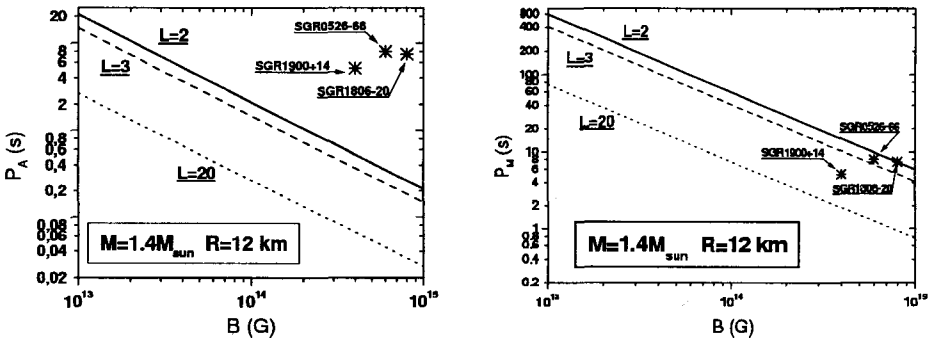 P_A (s)
20
8
6
4
2
0,8
0,6
0,4
0,2
0,08
0,06
0,04
0,02
L=2
L=3
L=20
SGR0526-66
SGR1900+14
SGR1806-20
M=1.4M_sun R=12 km
10^13
10^14
10^15
B (G)
P_M (s)
800
600
400
200
100
80
60
40
20
10
8
6
4
2
0.8
0.6
0.4
0.2
L=2
L=3
L=20
SGR0526-66
SGR1900+14
SGR1806-20
M=1.4M_sun R=12 km
10^13
10^14
10^15
B (G)